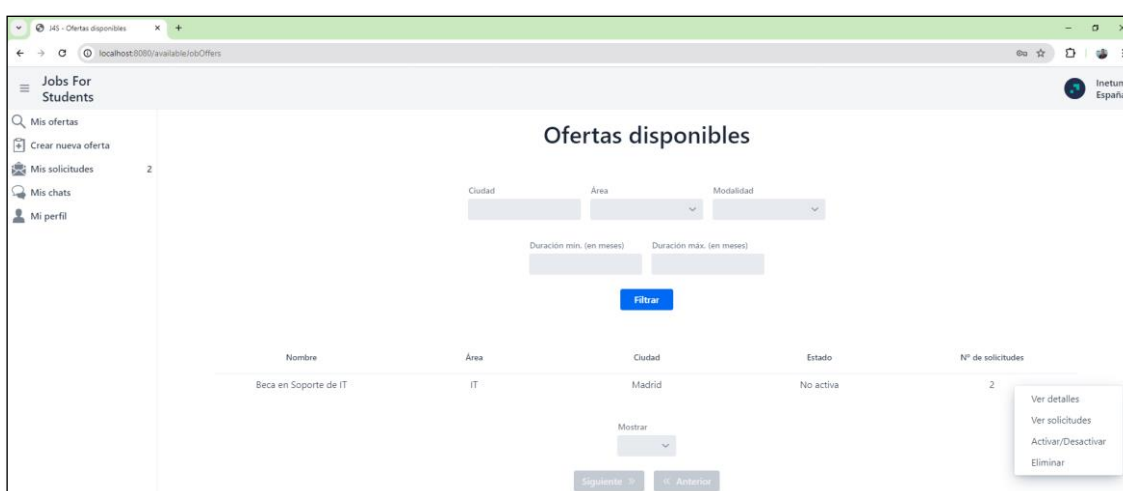 J4S - Ofertas disponibles
localhost:8080/availableJobOffers
Jobs For
Students
Inetum
España
Mis ofertas
Crear nueva oferta
Mis solicitudes 2
Mis chats
Mi perfil
Ofertas disponibles
Ciudad Área Modalidad
Duración mín. (en meses) Duración máx. (en meses)
Filtrar
Nombre Área Ciudad Estado Nº de solicitudes
Beca en Soporte de IT IT Madrid No activa 2
Ver detalles
Ver solicitudes
Activar/Desactivar
Eliminar
Mostrar
Siguiente » « Anterior